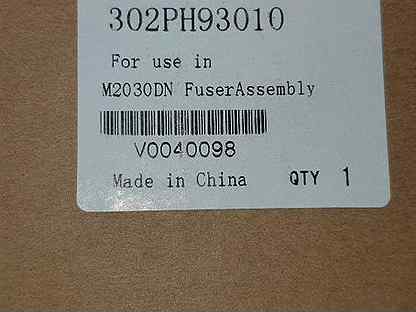 302PH93010
For use in
M2030DN FuserAssembly
V0040098
Made in China QTY 1